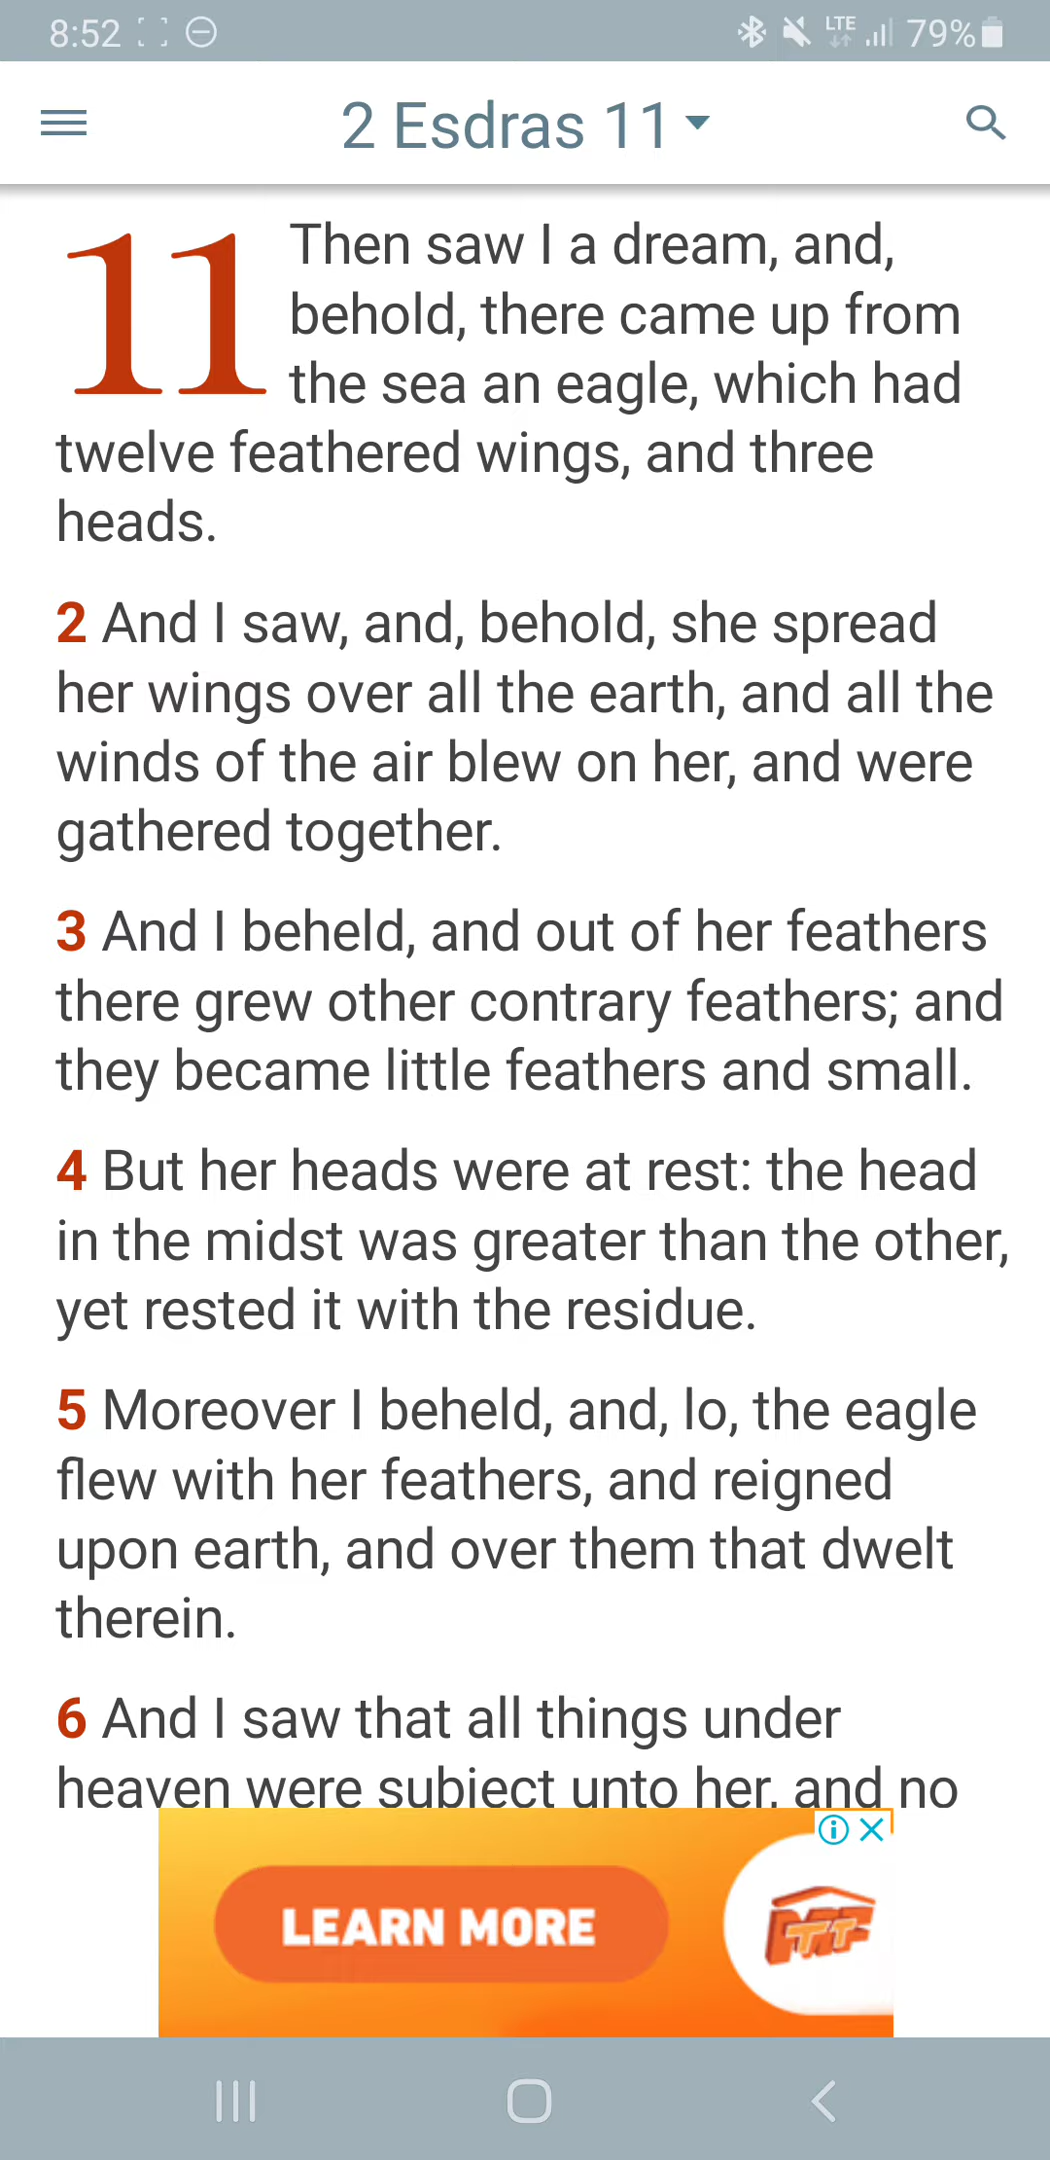 8:52
LTE
79%
2 Esdras 11
11 Then saw I a dream, and,
behold, there came up from
the sea an eagle, which had
twelve feathered wings, and three
heads.
2 And I saw, and, behold, she spread
her wings over all the earth, and all the
winds of the air blew on her, and were
gathered together.
3 And I beheld, and out of her feathers
there grew other contrary feathers; and
they became little feathers and small.
4 But her heads were at rest: the head
in the midst was greater than the other,
yet rested it with the residue.
5 Moreover I beheld, and, lo, the eagle
flew with her feathers, and reigned
upon earth, and over them that dwelt
therein.
6 And I saw that all things under
heaven were subject unto her, and no
LEARN MORE